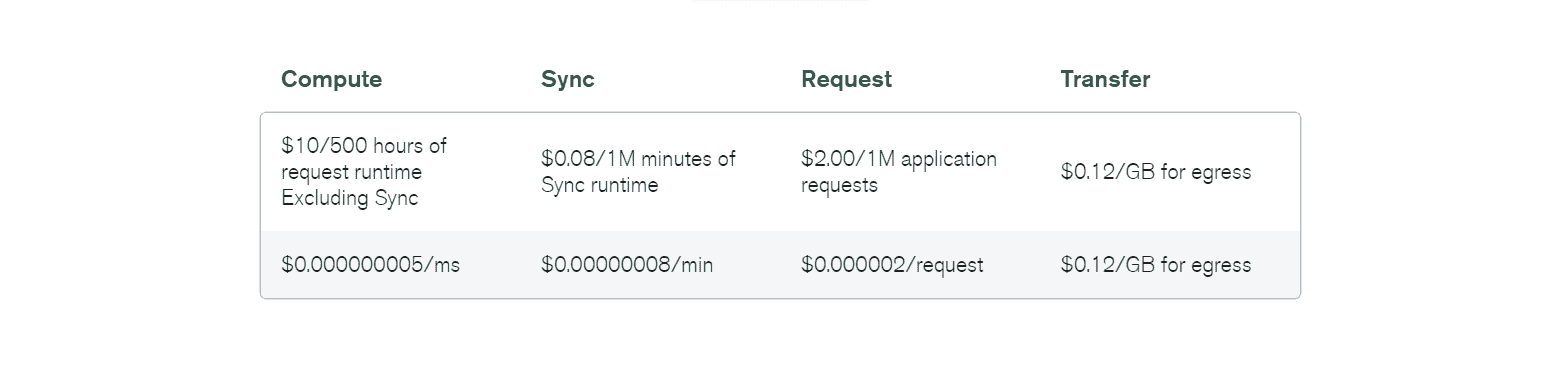 Compute Sync Request Transfer
$10/500 hours of
request runtime
Excluding Sync
$0.08/1M minutes of
Sync runtime
$2.00/1M application
requests
$0.12/GB for egress
$0.000000005/ms $0.00000008/min $0.000002/request $0.12/GB for egress